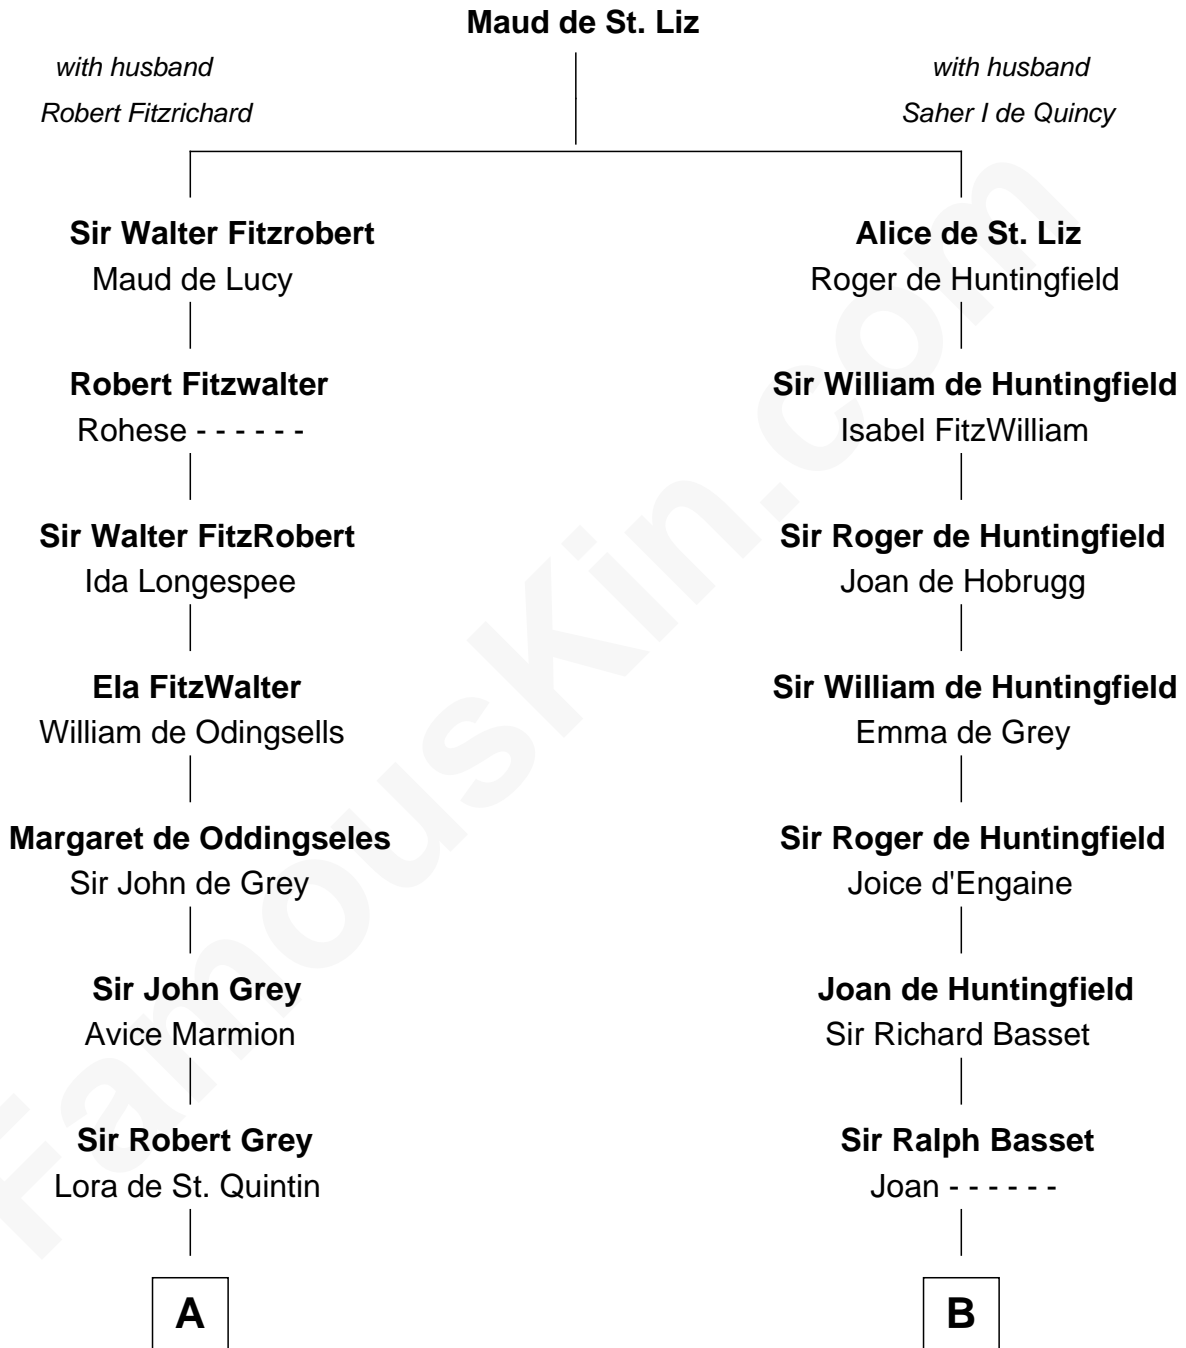 Maud de St. Liz
with husband
Robert Fitzrichard
with husband
Saher I de Quincy
Sir Walter Fitzrobert
Maud de Lucy
Alice de St. Liz
Roger de Huntingfield
Robert Fitzwalter
Rohese - - - - - -
Sir William de Huntingfield
Isabel FitzWilliam
Sir Walter FitzRobert
Ida Longespee
Sir Roger de Huntingfield
Joan de Hobrugg
Ela FitzWalter
William de Odingsells
Sir William de Huntingfield
Emma de Grey
Margaret de Oddingseles
Sir John de Grey
Sir Roger de Huntingfield
Joice d'Engaine
Sir John Grey
Avice Marmion
Joan de Huntingfield
Sir Richard Basset
Sir Robert Grey
Lora de St. Quintin
Sir Ralph Basset
Joan - - - - - -
A
B
FamousKin.com